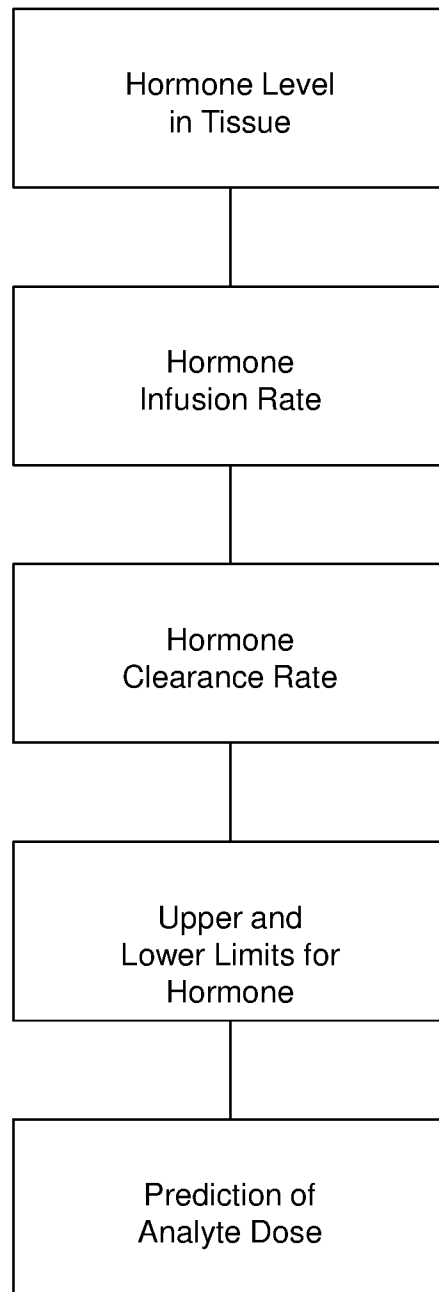 Hormone Level
in Tissue
Hormone
Infusion Rate
Hormone
Clearance Rate
Upper and
Lower Limits for
Hormone
Prediction of
Analyte Dose